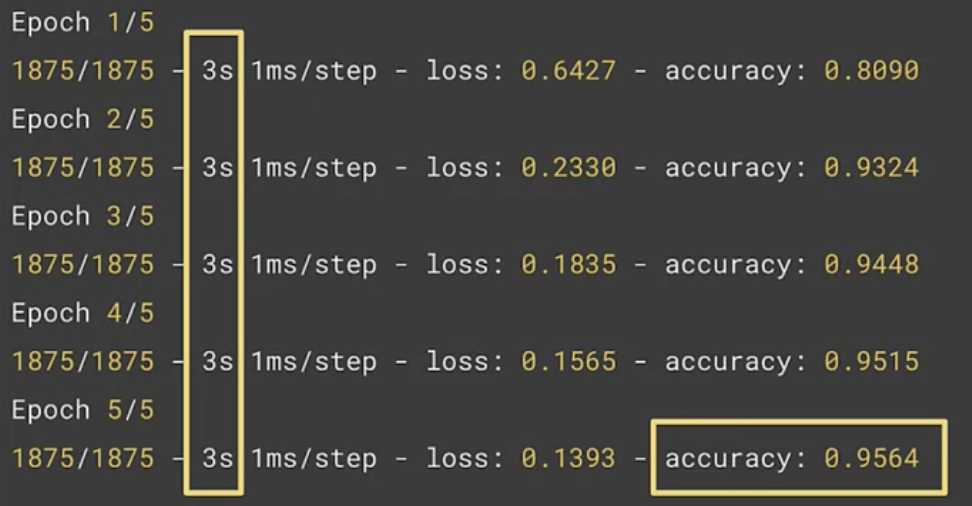 Epoch 1/5
1875/1875 - 3s 1ms/step - loss: 0.6427 - accuracy: 0.8090
Epoch 2/5
1875/1875 - 3s 1ms/step - loss: 0.2330 - accuracy: 0.9324
Epoch 3/5
1875/1875 - 3s 1ms/step - loss: 0.1835 - accuracy: 0.9448
Epoch 4/5
1875/1875 - 3s 1ms/step - loss: 0.1565 - accuracy: 0.9515
Epoch 5/5
1875/1875 - 3s 1ms/step - loss: 0.1393 - accuracy: 0.9564